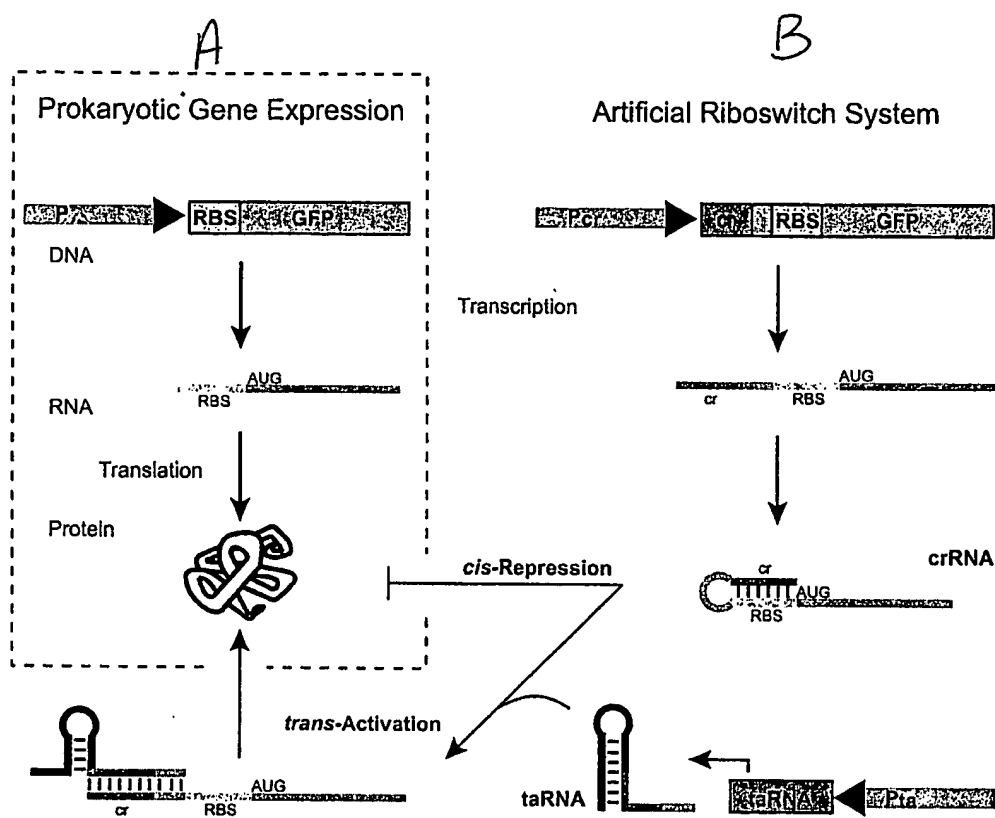 A
B
Prokaryotic Gene Expression
Artificial Riboswitch System
P
RBS
GFP
Pcr
cr
RBS
GFP
DNA
Transcription
AUG
RBS
AUG
cr
RBS
RNA
Translation
Protein
cis-Repression
crRNA
cr
AUG
RBS
trans-Activation
AUG
cr
RBS
taRNA
taRNA
Pta